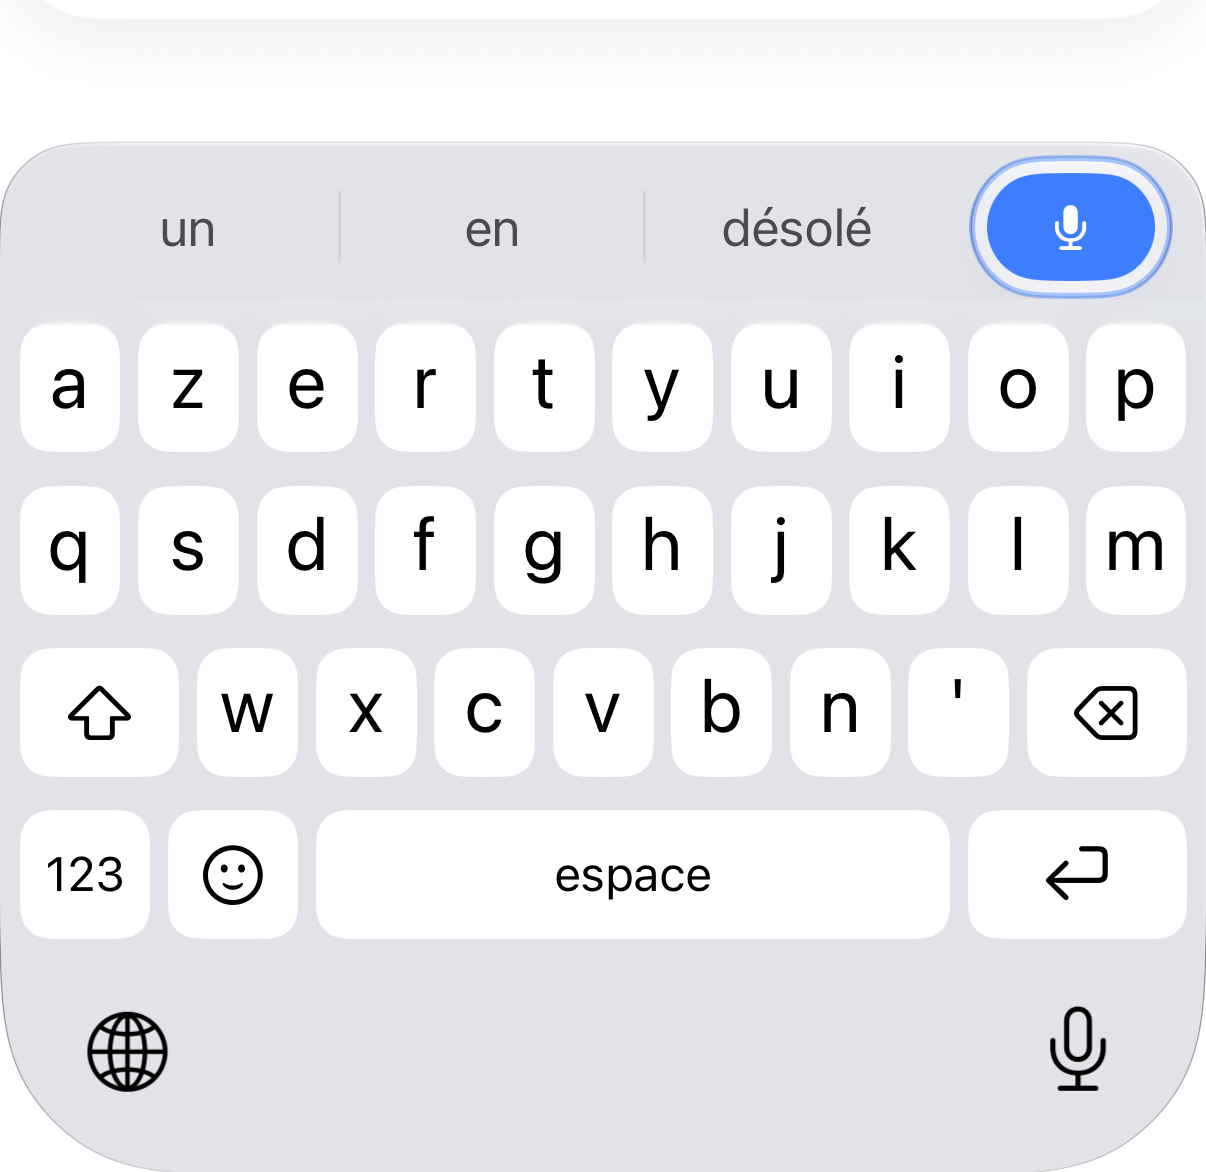 un en désolé
a z e r t y u i o p
q s d f g h j k l m
w x c v b n '
123 espace